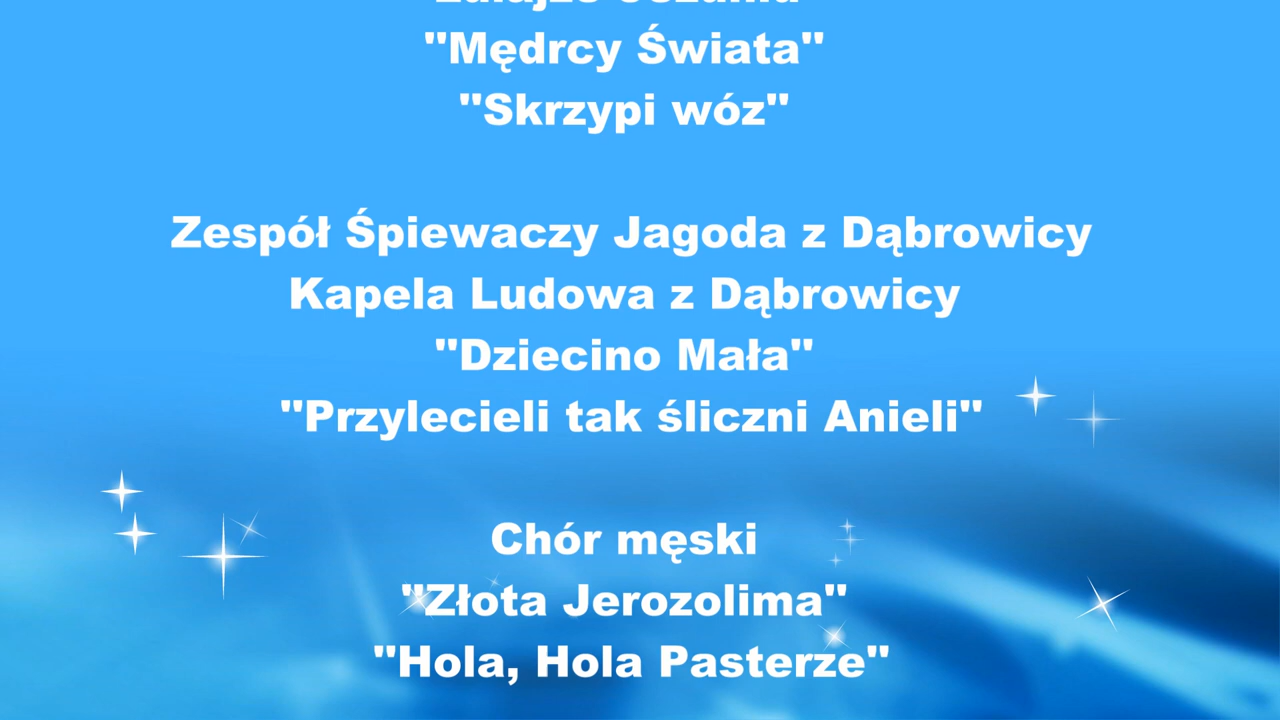 "Mędrcy Świata"
"Skrzypi wóz"
Zespół Śpiewaczy Jagoda z Dąbrowicy
Kapela Ludowa z Dąbrowicy
"Dziecino Mała"
"Przylecieli tak śliczni Anieli"
Chór męski
"Złota Jerozolima"
"Hola, Hola Pasterze"